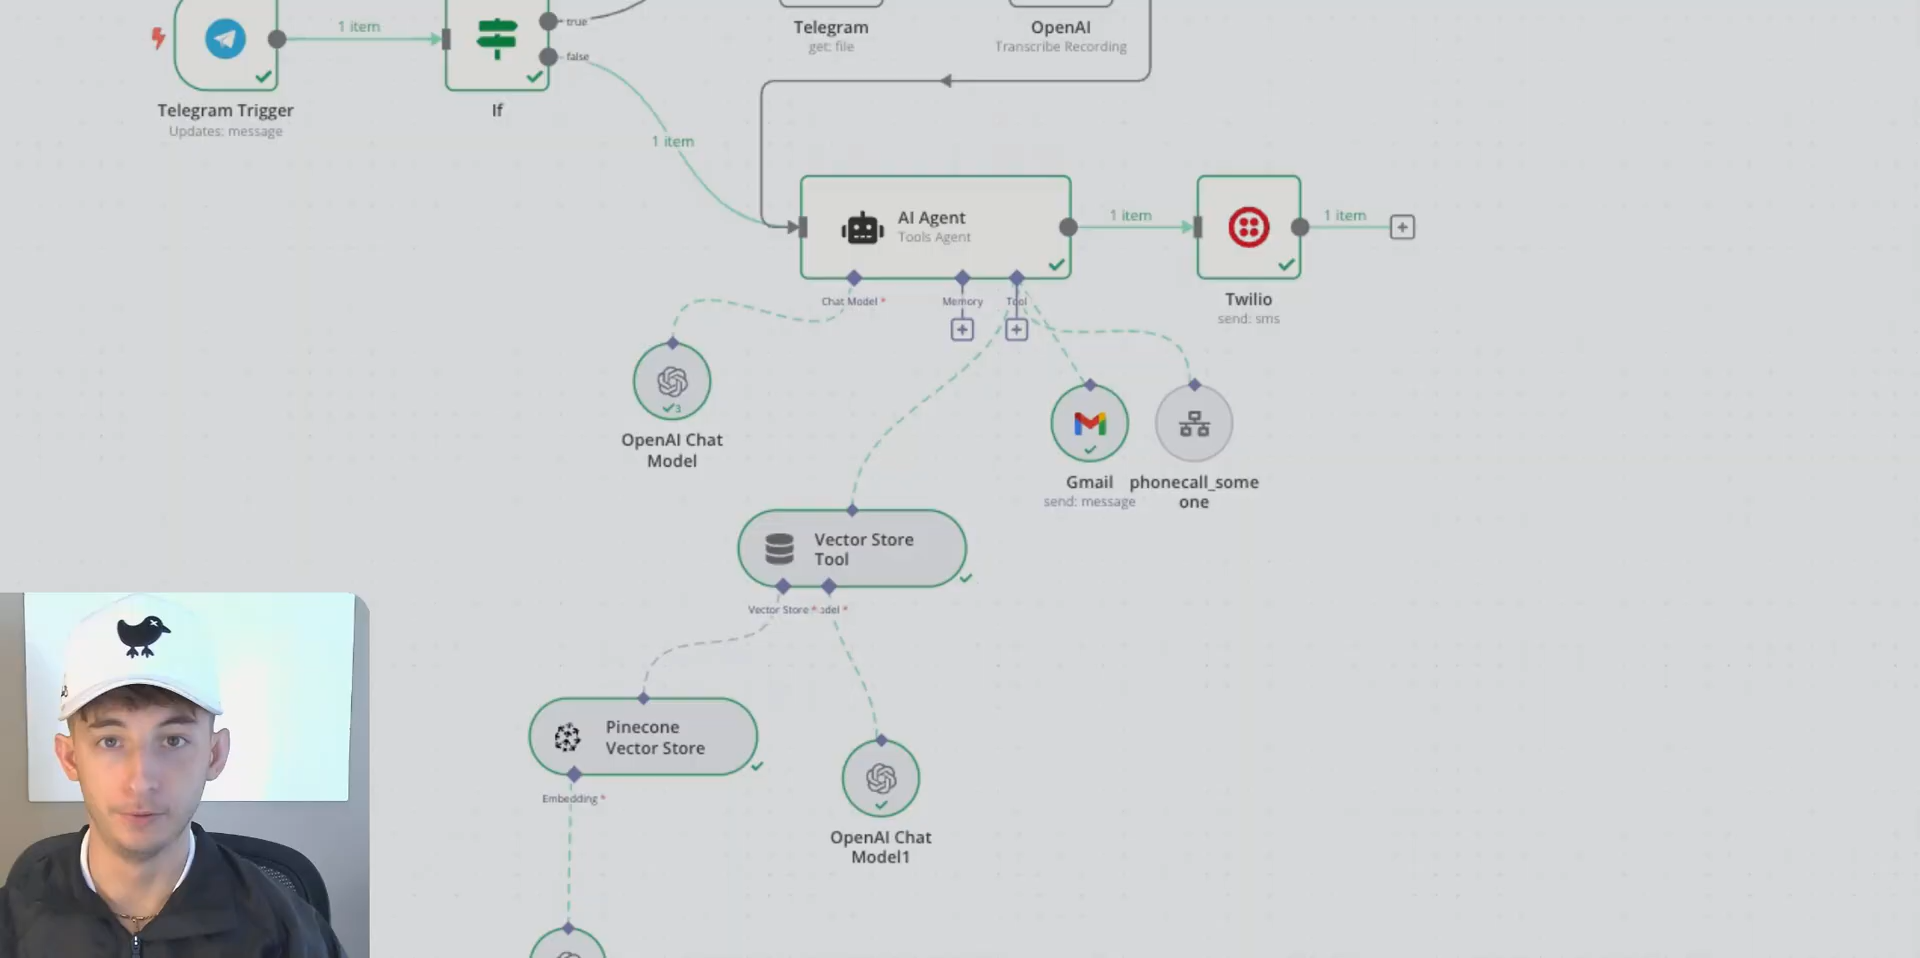 1 item
true
false
Telegram
get: file
OpenAI
Transcribe Recording
Telegram Trigger
Updates: message
If
1 item
AI Agent
Tools Agent
1 item
1 item
Chat Model *
Memory
Tool
Twilio
send: sms
3
OpenAI Chat
Model
Gmail
send: message
phonecall_some
one
Vector Store
Tool
Vector Store *
odel *
Pinecone
Vector Store
Embedding *
OpenAI Chat
Model1